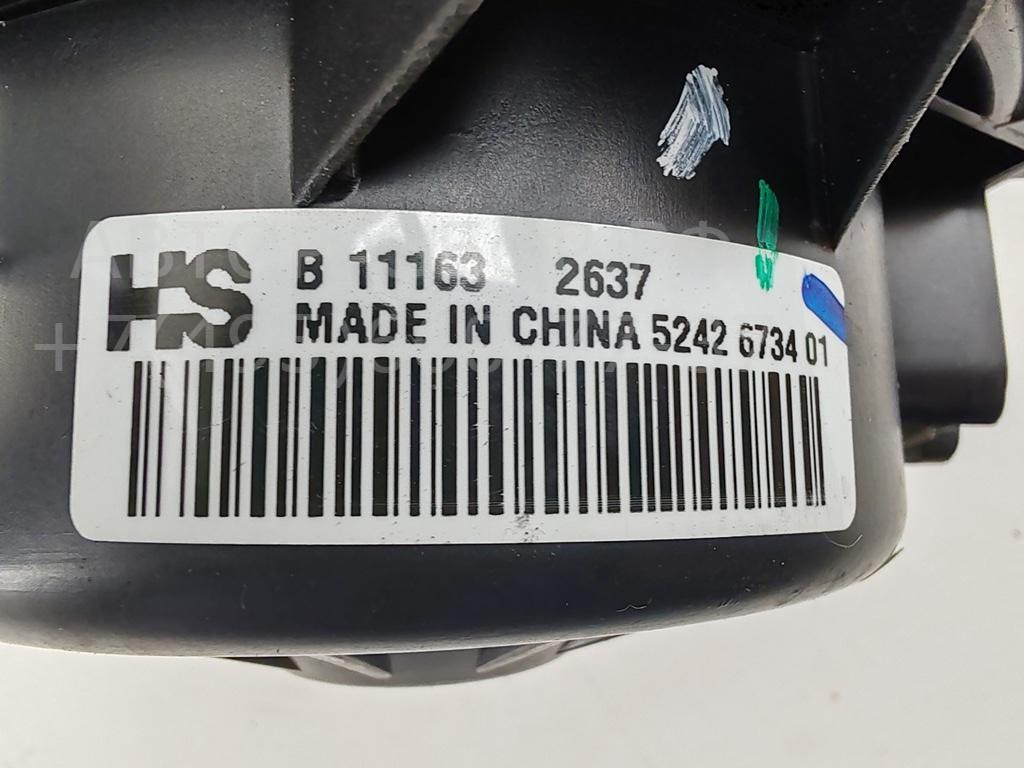 HS
B 11163 2637
MADE IN CHINA 5242 6734 01